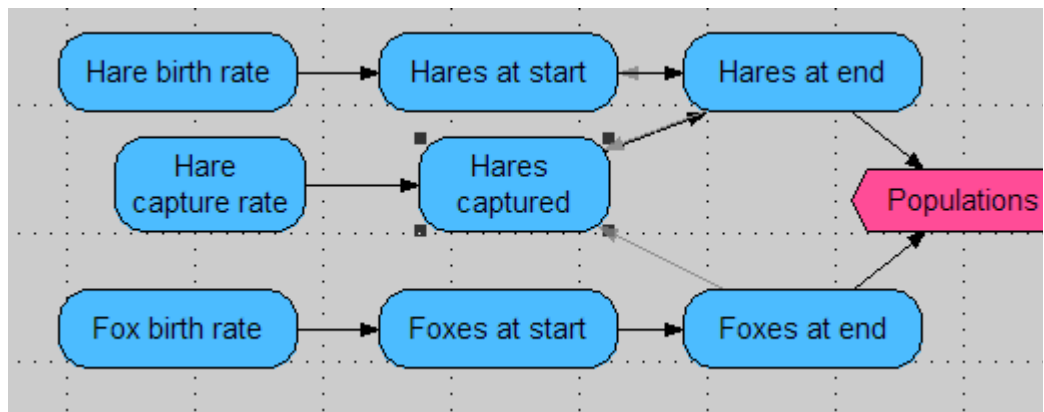 Hare birth rate
Hares at start
Hares at end
Hare
capture rate
Hares
captured
Populations
Fox birth rate
Foxes at start
Foxes at end